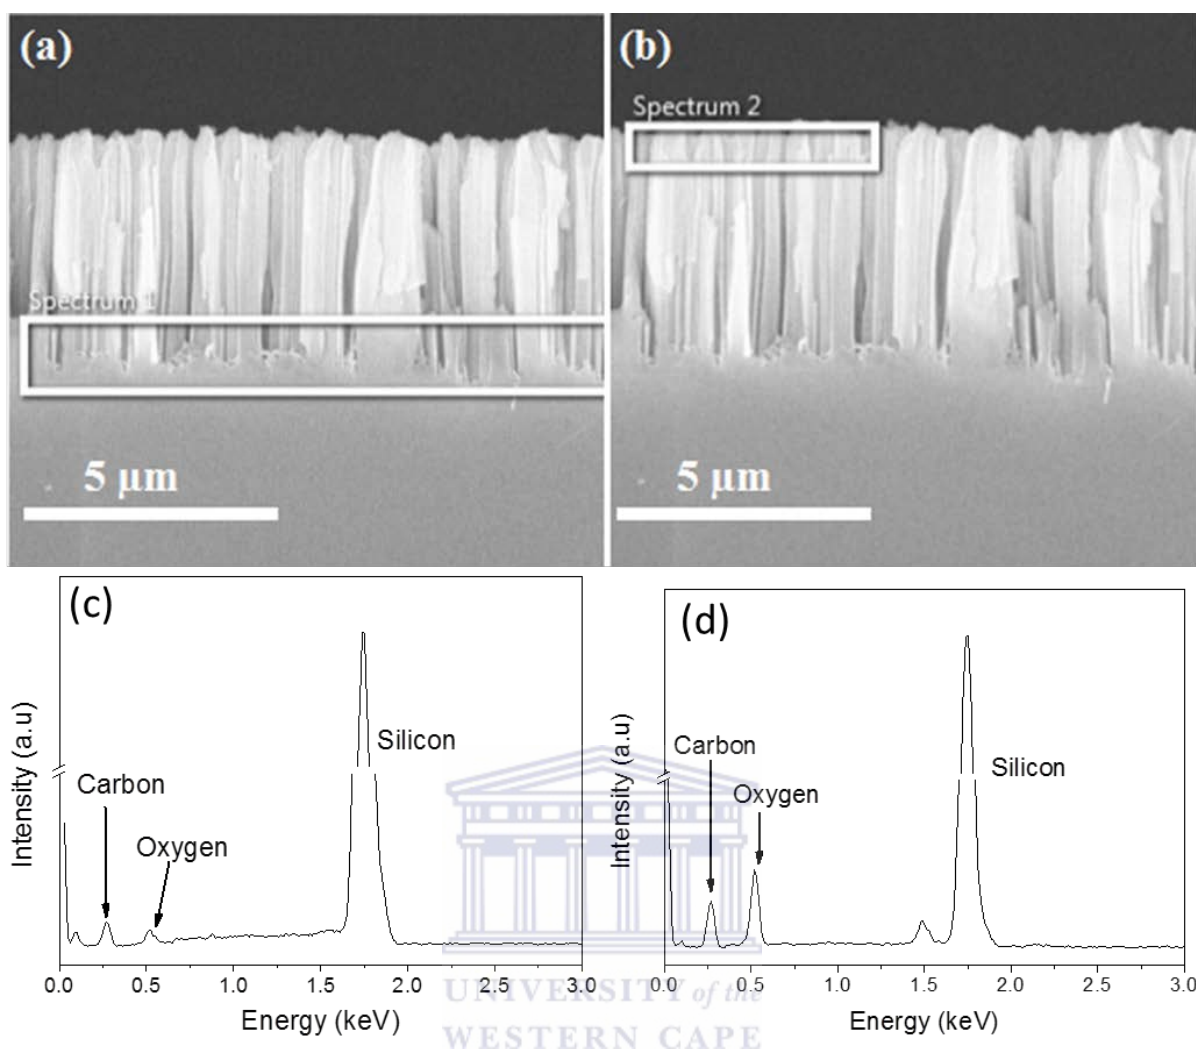 (a)
(b)
Spectrum 2
Spectrum 1
5 µm
5 µm
(c)
(d)
Intensity (a.u)
Carbon
Oxygen
Silicon
0.0 0.5 1.0 1.5 2.0 2.5 3.0
Energy (keV)
Intensity (a.u)
Carbon
Oxygen
Silicon
0.0 0.5 1.0 1.5 2.0 2.5 3.0
Energy (keV)
UNIVERSITY of the
WESTERN CAPE